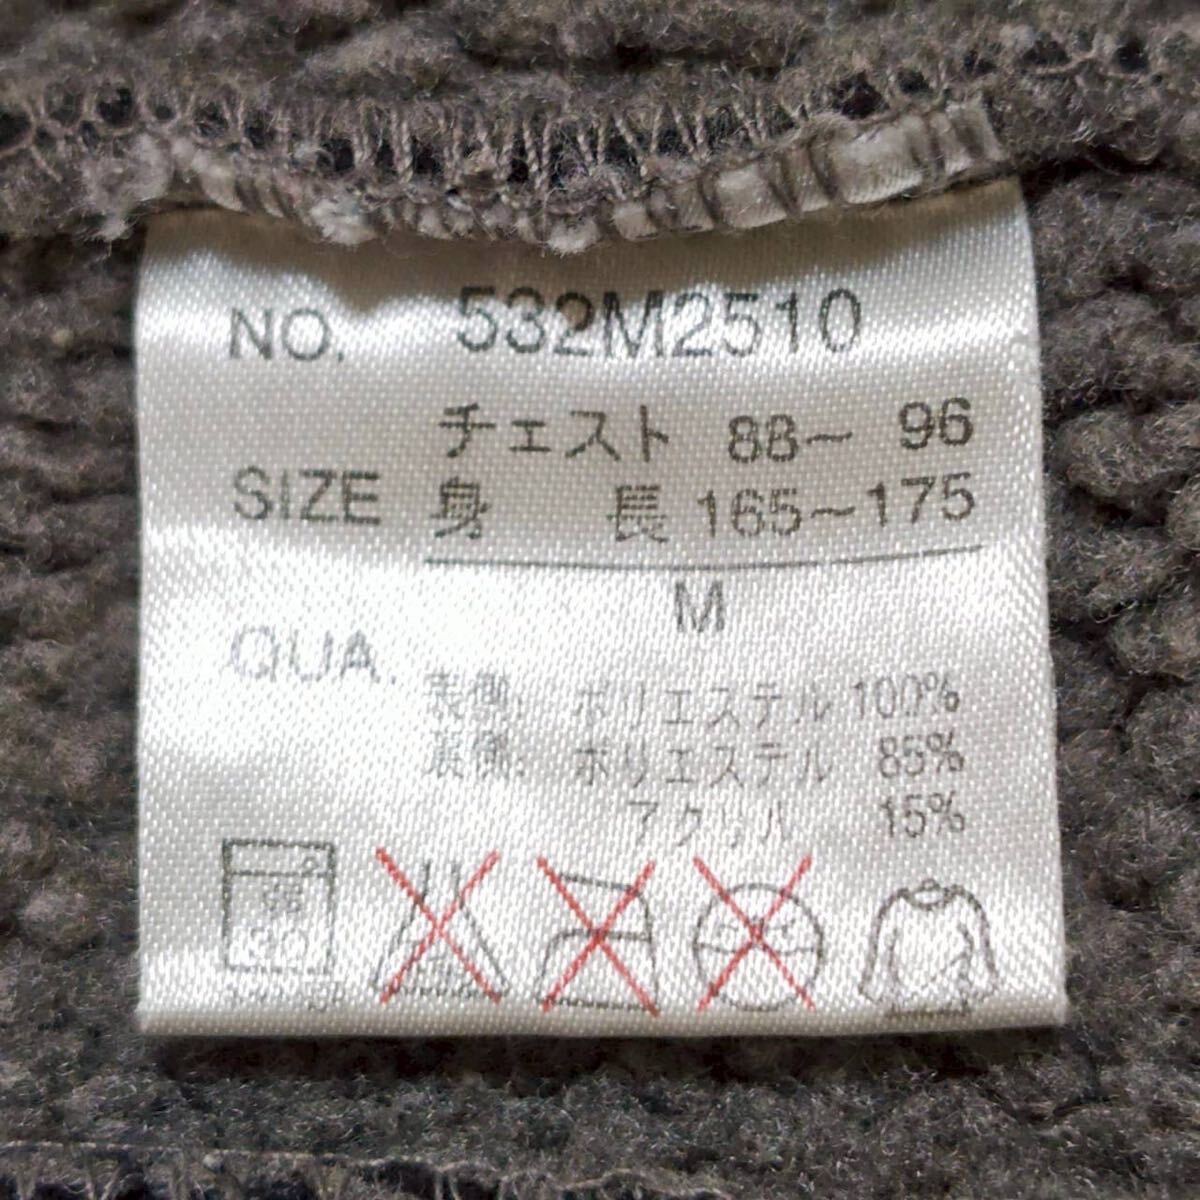 NO. 532M2510
チェスト 88～ 96
SIZE 身 長 165～175
M
QUA.
表側: ポリエステル 100%
裏側: ポリエステル 85%
アクリル 15%